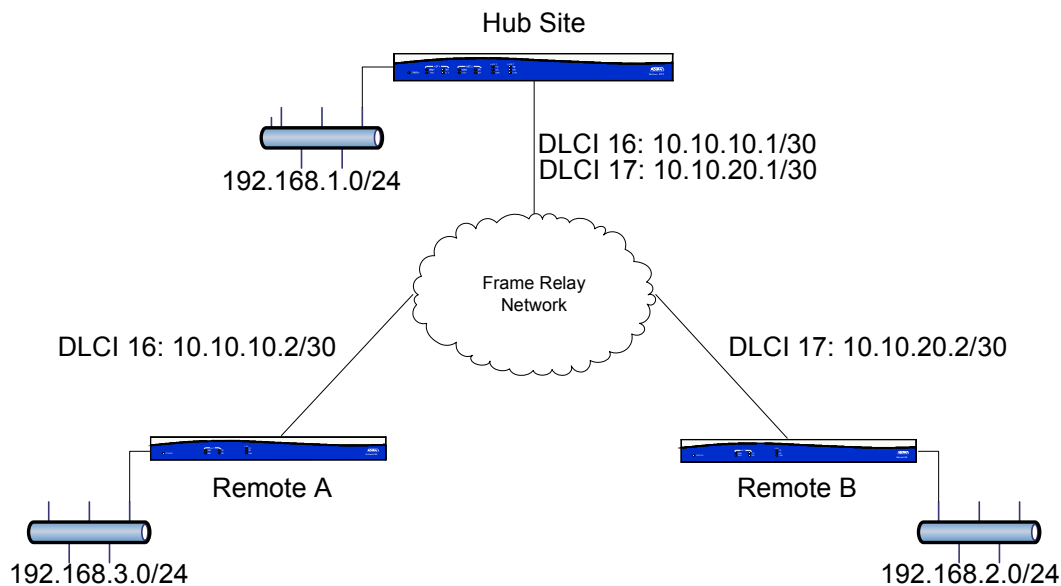 Hub Site
DLCI 16: 10.10.10.1/30
DLCI 17: 10.10.20.1/30
192.168.1.0/24
Frame Relay
Network
DLCI 16: 10.10.10.2/30
DLCI 17: 10.10.20.2/30
Remote A
Remote B
192.168.3.0/24
192.168.2.0/24